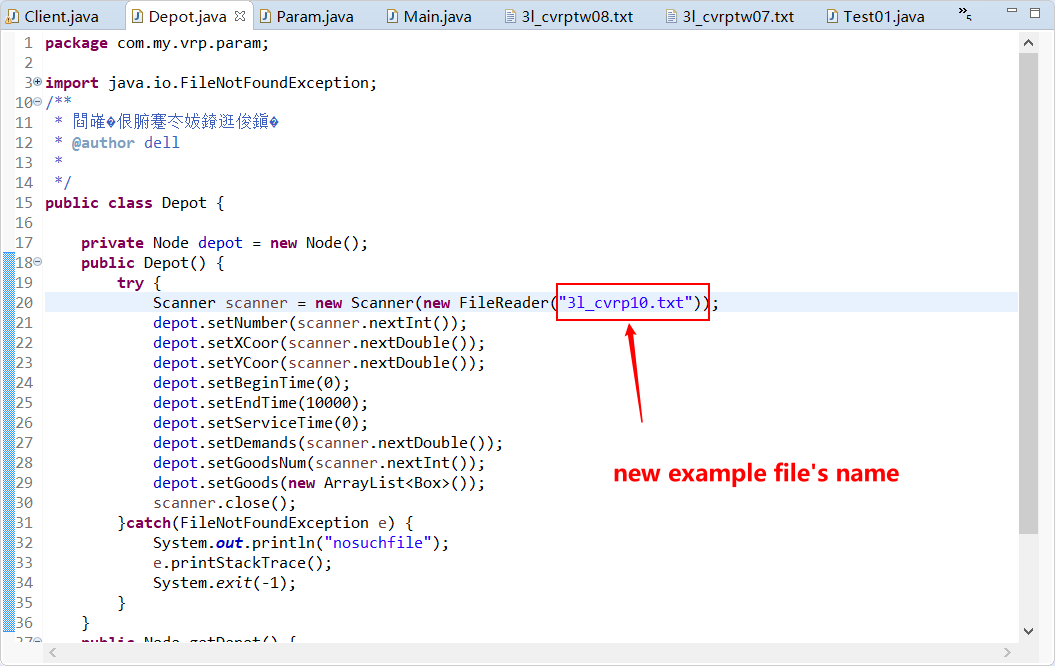 Client.java Depot.java Param.java Main.java 3l_cvrptw08.txt 3l_cvrptw07.txt Test01.java »5
1 package com.my.vrp.param;
2
3 import java.io.FileNotFoundException;
10 /**
11 * 閻嶉�佷腑蹇冭妭鐐逛俊鎭�
12 * @author dell
13 *
14 */
15 public class Depot {
16
17 private Node depot = new Node();
18 public Depot() {
19 try {
20 Scanner scanner = new Scanner(new FileReader("3l_cvrp10.txt"));
21 depot.setNumber(scanner.nextInt());
22 depot.setXCoor(scanner.nextDouble());
23 depot.setYCoor(scanner.nextDouble());
24 depot.setBeginTime(0);
25 depot.setEndTime(10000);
26 depot.setServiceTime(0);
27 depot.setDemands(scanner.nextDouble());
28 depot.setGoodsNum(scanner.nextInt());
29 depot.setGoods(new ArrayList<Box>());
30 scanner.close();
31 }catch(FileNotFoundException e) {
32 System.out.println("nosuchfile");
33 e.printStackTrace();
34 System.exit(-1);
35 }
36 }
37 public Node getDepot() {
new example file's name